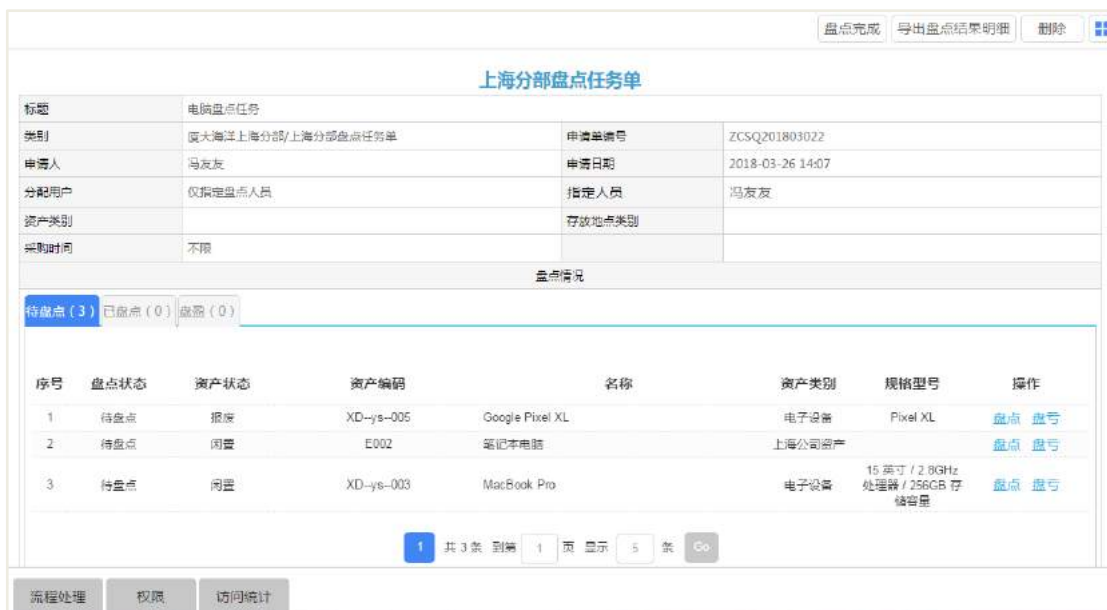 盘点完成 导出盘点结果明细 删除
上海分部盘点任务单
标题 电脑盘点任务
类别 厦大海洋上海分部/上海分部盘点任务单 申请单编号 ZCSQ201803022
申请人 冯友友 申请日期 2018-03-26 14:07
分配用户 仅指定盘点人员 指定人员 冯友友
资产类别 存放地点类别
采购时间 不限
盘点情况
待盘点(3) 已盘点(0) 盘盈(0)
序号 盘点状态 资产状态 资产编码 名称 资产类别 规格型号 操作
1 待盘点 报废 XD--ys--005 Google Pixel XL 电子设备 Pixel XL 盘点 盘亏
2 待盘点 闲置 E002 笔记本电脑 上海公司资产 盘点 盘亏
3 待盘点 闲置 XD--ys--003 MacBook Pro 电子设备 15 英寸 / 2.8GHz
处理器 / 256GB 存
储容量 盘点 盘亏
1 共 3 条 到第 1 页 显示 5 条 Go
流程处理 权限 访问统计